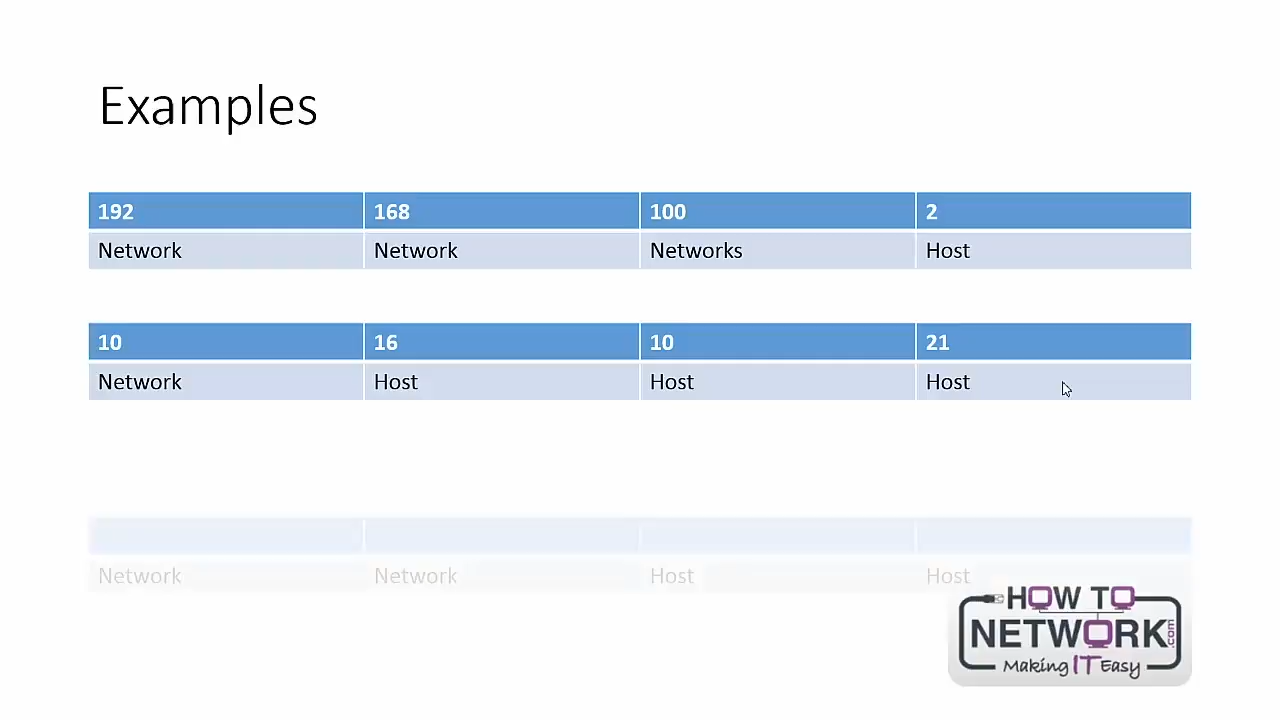 Examples
192 168 100 2
Network Network Networks Host
10 16 10 21
Network Host Host Host
Network Network Host Host
HOW TO
NETWORK.com
Making IT Easy